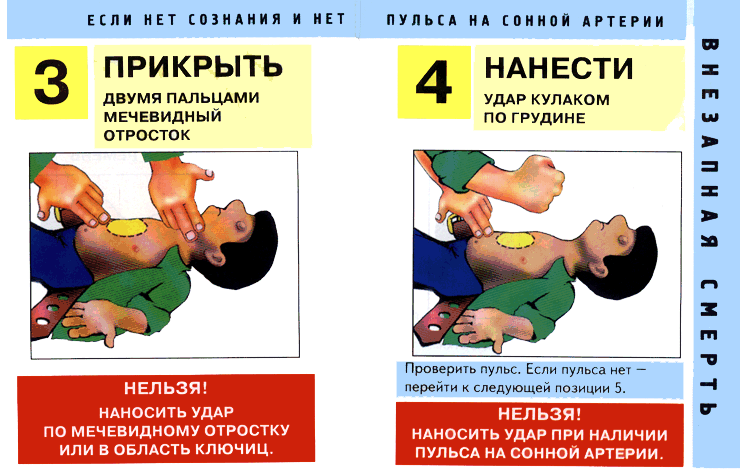 ЕСЛИ НЕТ СОЗНАНИЯ И НЕТ ПУЛЬСА НА СОННОЙ АРТЕРИИ
3
ПРИКРЫТЬ
ДВУМЯ ПАЛЬЦАМИ
МЕЧЕВИДНЫЙ
ОТРОСТОК
НЕЛЬЗЯ!
НАНОСИТЬ УДАР
ПО МЕЧЕВИДНОМУ ОТРОСТКУ
ИЛИ В ОБЛАСТЬ КЛЮЧИЦ.
4
НАНЕСТИ
УДАР КУЛАКОМ
ПО ГРУДИНЕ
Проверить пульс. Если пульса нет –
перейти к следующей позиции 5.
НЕЛЬЗЯ!
НАНОСИТЬ УДАР ПРИ НАЛИЧИИ
ПУЛЬСА НА СОННОЙ АРТЕРИИ.
ВНЕЗАПНАЯ СМЕРТЬ